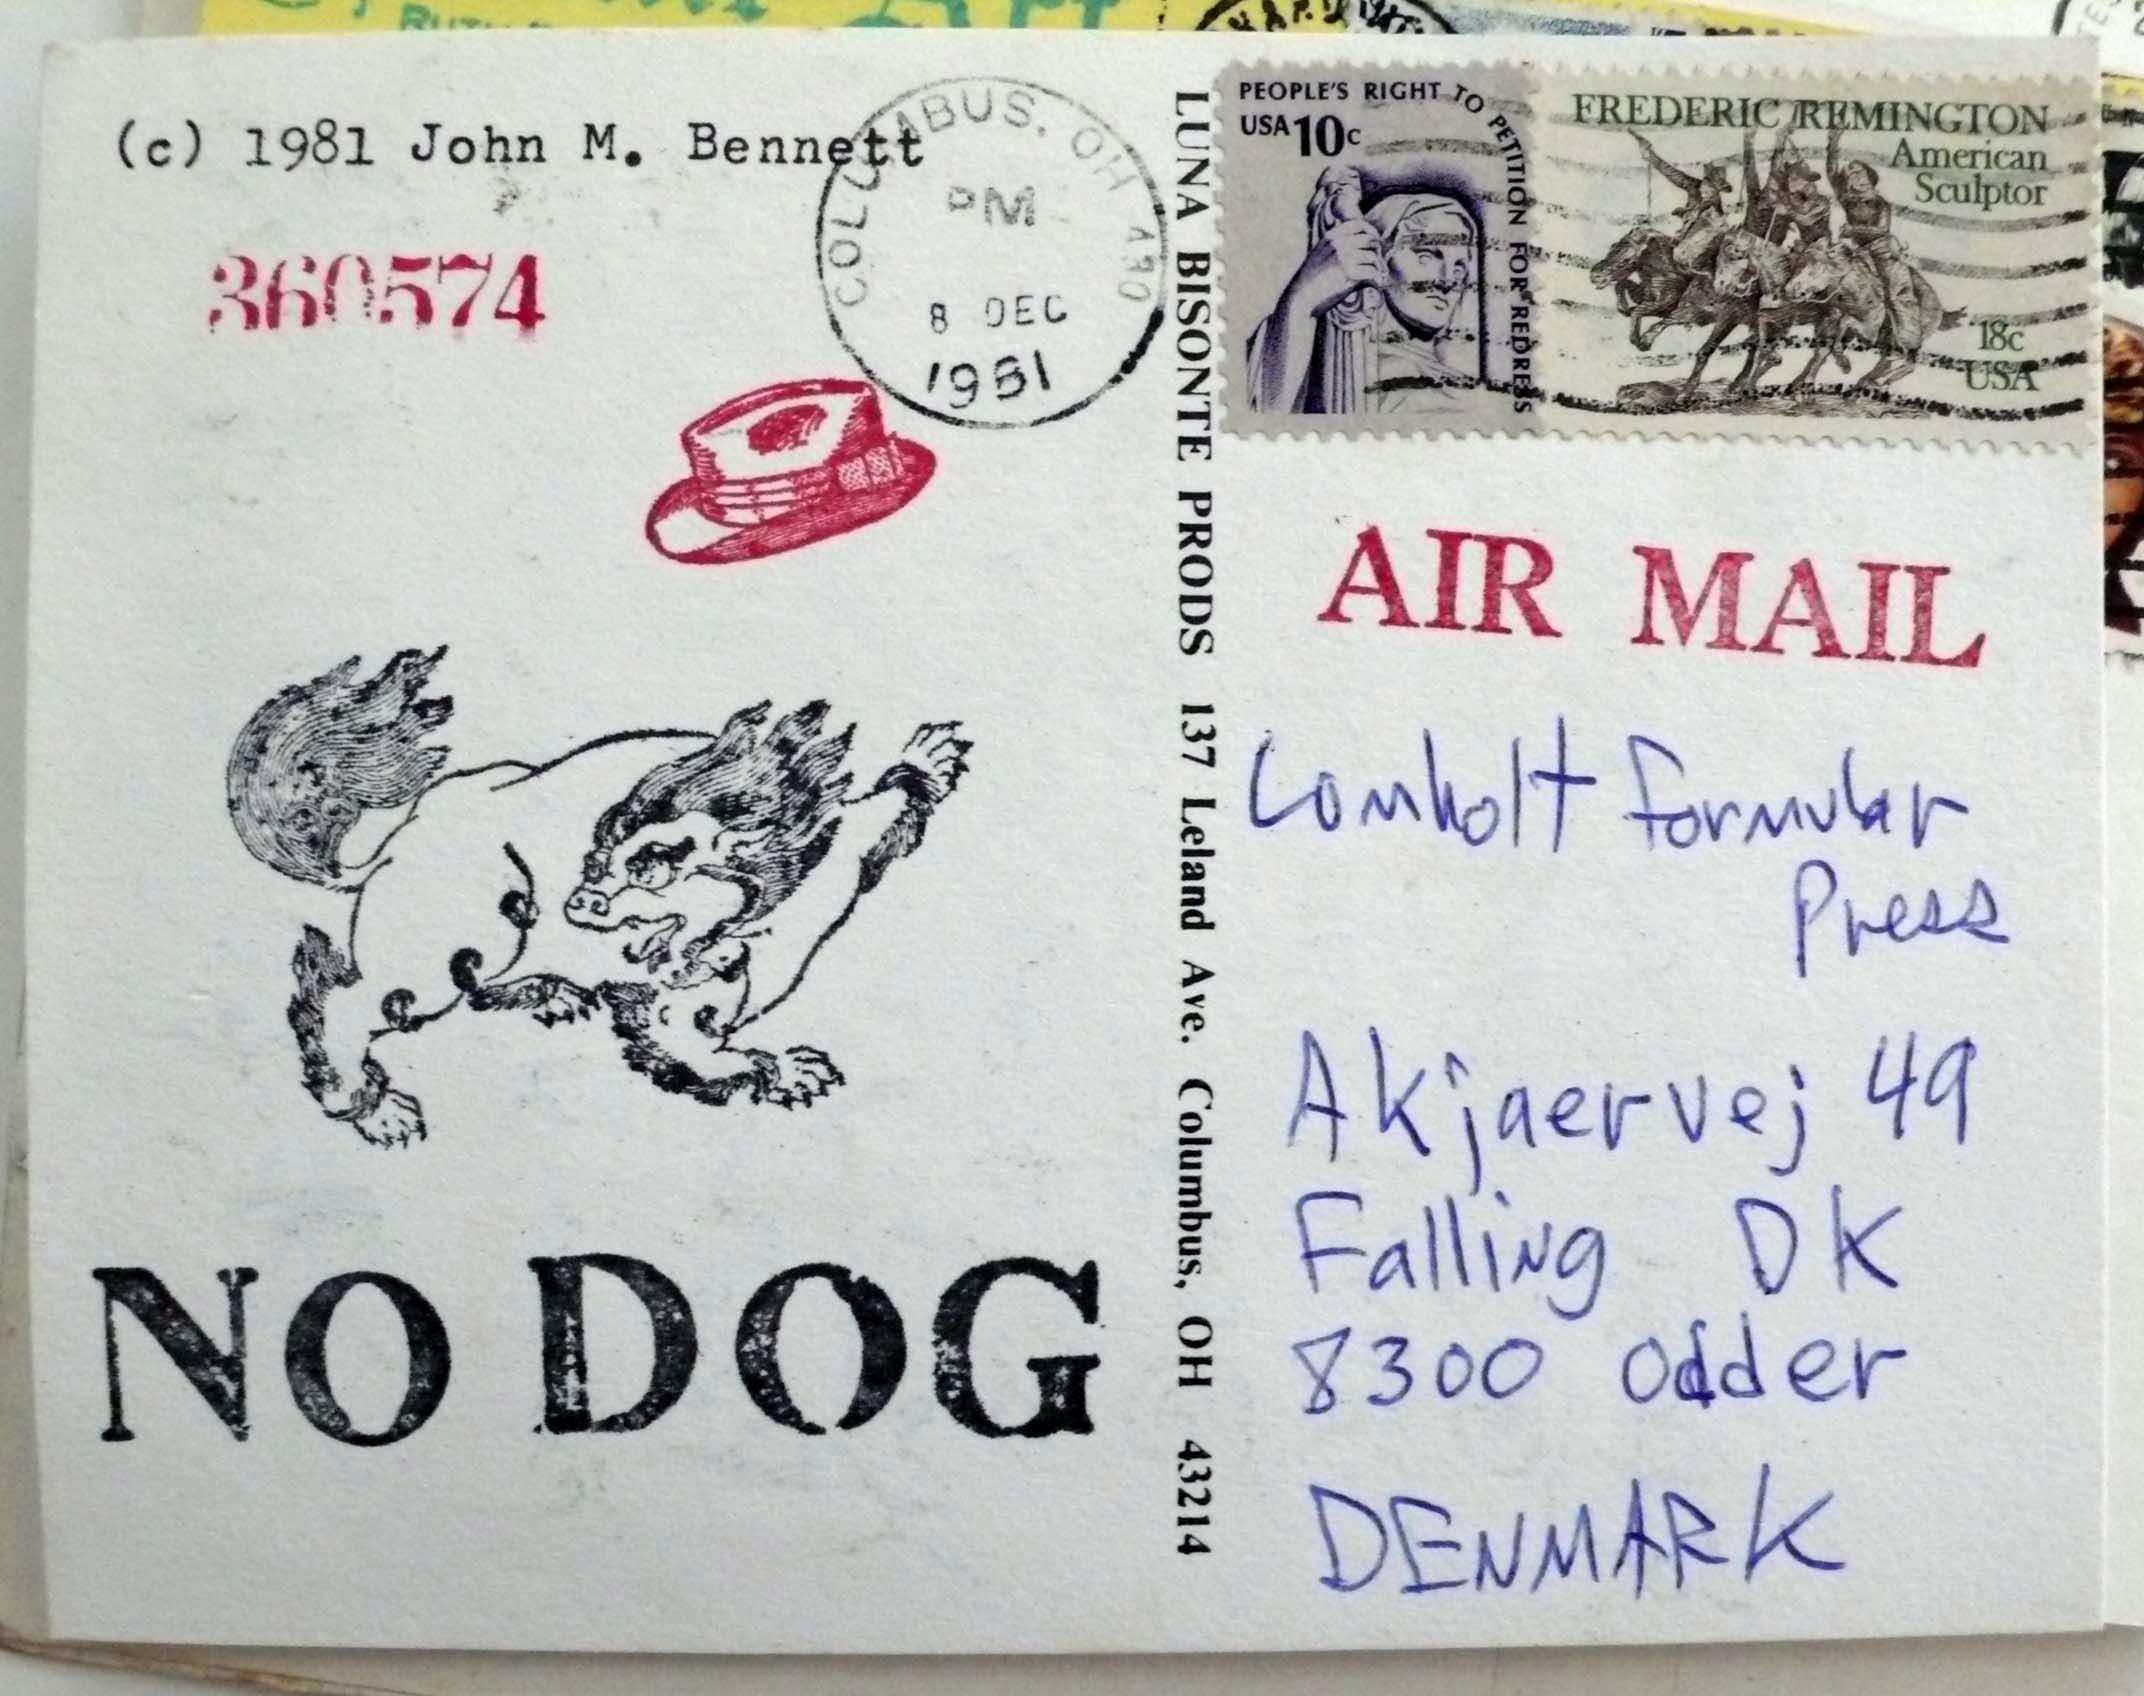 (c) 1981 John M. Bennett
360574
COLUMBUS, OH 430
PM
8 DEC
1981
NO DOG
LUNA BISONTE PRODS 137 Leland Ave. Columbus, OH 43214
PEOPLE'S RIGHT TO PETITION FOR REDRESS
USA 10c
FREDERIC REMINGTON
American
Sculptor
18c
USA
AIR MAIL
Lomholt Formular
Press
Akjaervej 49
Falling DK
8300 Odder
DENMARK